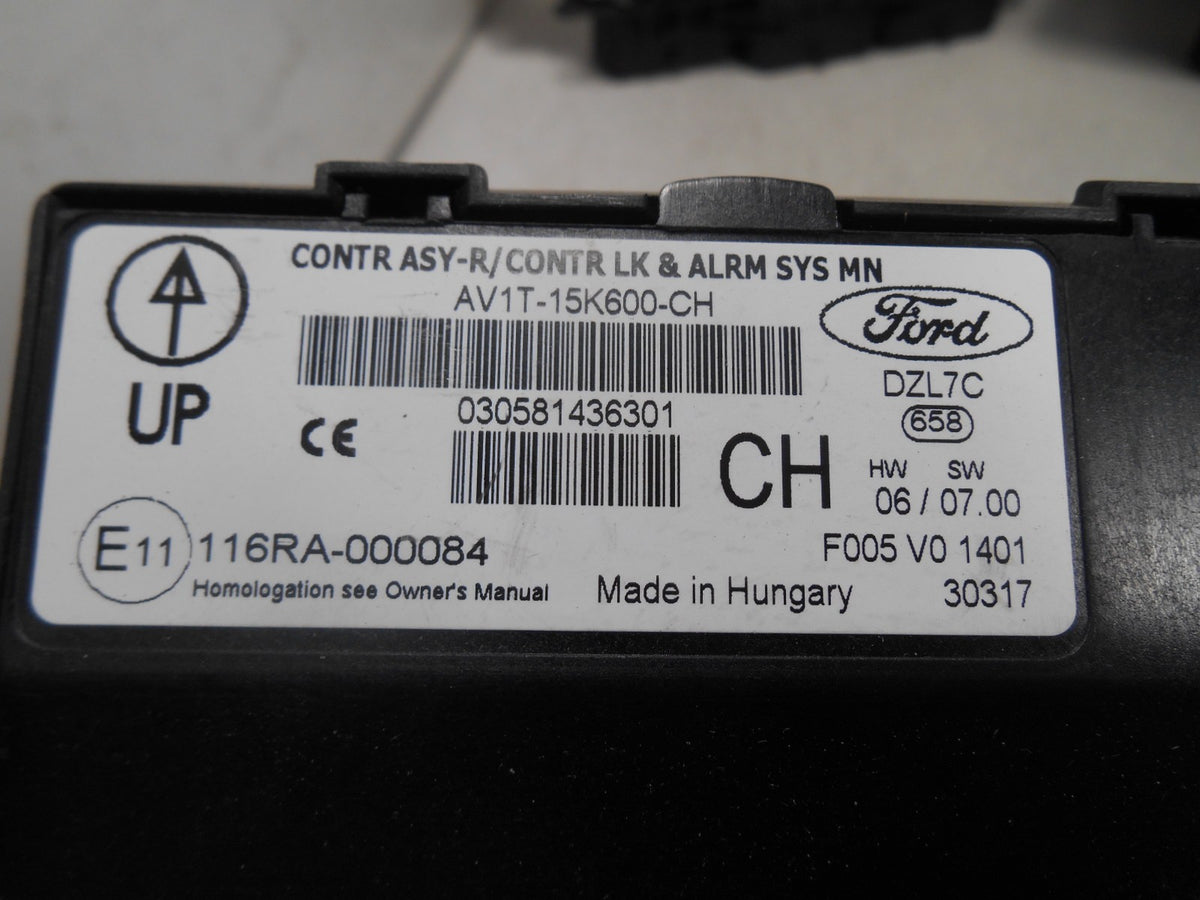 CONTR ASY-R/CONTR LK & ALRM SYS MN
AV1T-15K600-CH
Ford
UP
DZL7C
658
030581436301
CE
CH
HW SW
06 / 07.00
E11 116RA-000084
F005 V0 1401
Homologation see Owner's Manual
Made in Hungary
30317